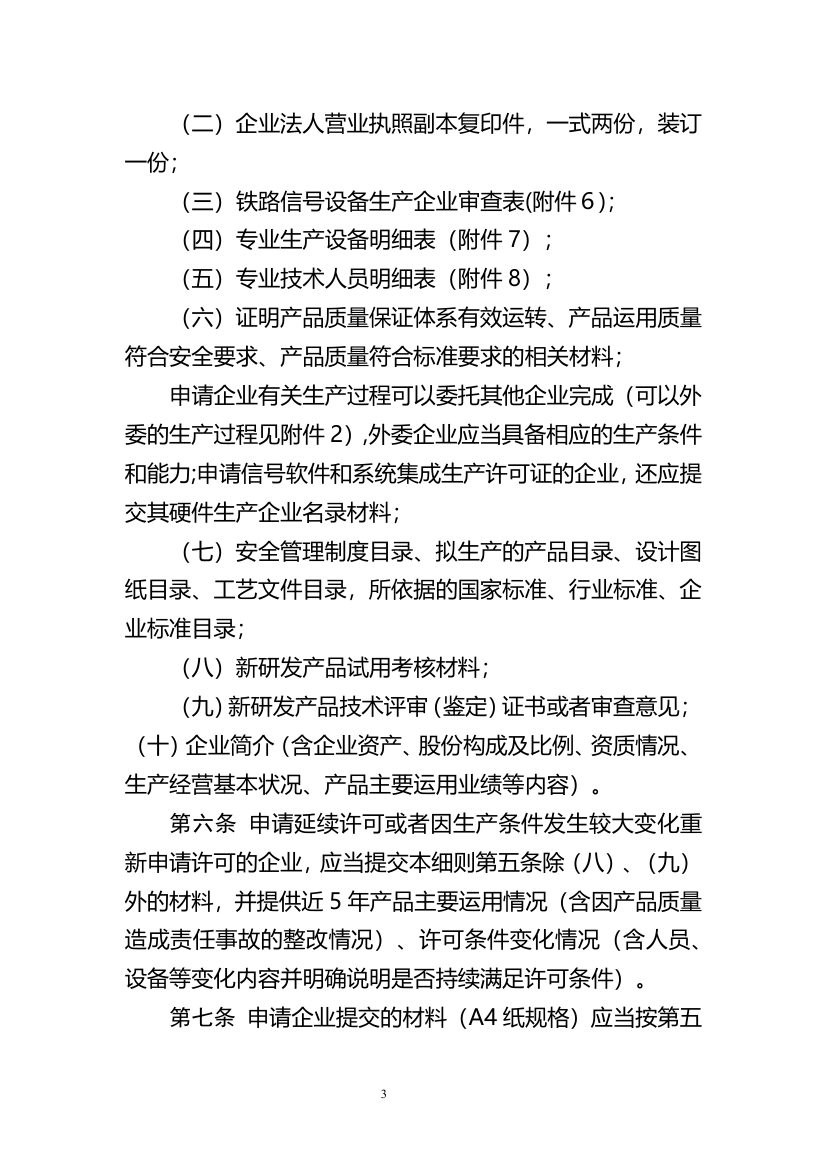 （二）企业法人营业执照副本复印件，一式两份，装订
一份；
（三）铁路信号设备生产企业审查表(附件６)；
（四）专业生产设备明细表（附件 7）；
（五）专业技术人员明细表（附件 8）；
（六）证明产品质量保证体系有效运转、产品运用质量
符合安全要求、产品质量符合标准要求的相关材料；
申请企业有关生产过程可以委托其他企业完成（可以外
委的生产过程见附件 2）,外委企业应当具备相应的生产条件
和能力;申请信号软件和系统集成生产许可证的企业，还应提
交其硬件生产企业名录材料；
（七）安全管理制度目录、拟生产的产品目录、设计图
纸目录、工艺文件目录，所依据的国家标准、行业标准、企
业标准目录；
（八）新研发产品试用考核材料；
（九）新研发产品技术评审（鉴定）证书或者审查意见；
（十）企业简介（含企业资产、股份构成及比例、资质情况、
生产经营基本状况、产品主要运用业绩等内容）。
第六条 申请延续许可或者因生产条件发生较大变化重
新申请许可的企业，应当提交本细则第五条除（八）、（九）
外的材料，并提供近 5 年产品主要运用情况（含因产品质量
造成责任事故的整改情况）、许可条件变化情况（含人员、
设备等变化内容并明确说明是否持续满足许可条件）。
第七条 申请企业提交的材料（A4 纸规格）应当按第五
3